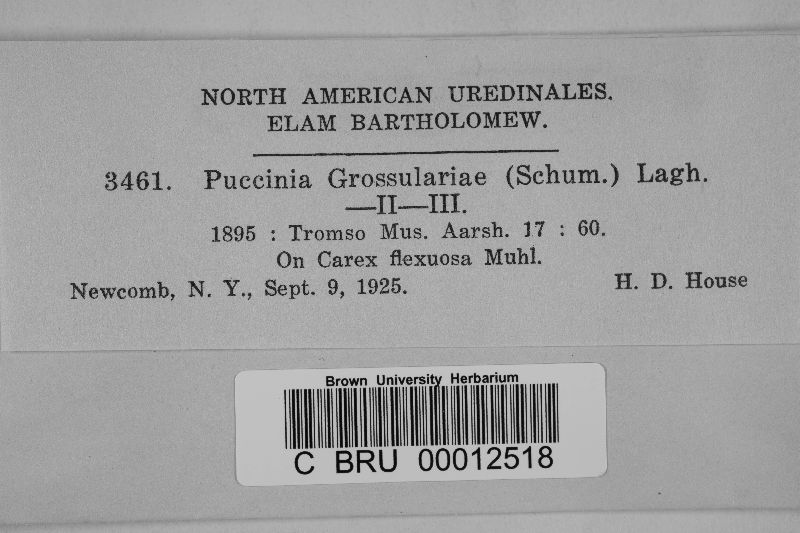 NORTH AMERICAN UREDINALES.
ELAM BARTHOLOMEW.
3461. Puccinia Grossulariae (Schum.) Lagh.
—II—III.
1895 : Tromso Mus. Aarsh. 17 : 60.
On Carex flexuosa Muhl.
Newcomb, N. Y., Sept. 9, 1925. H. D. House
Brown University Herbarium
C BRU 00012518